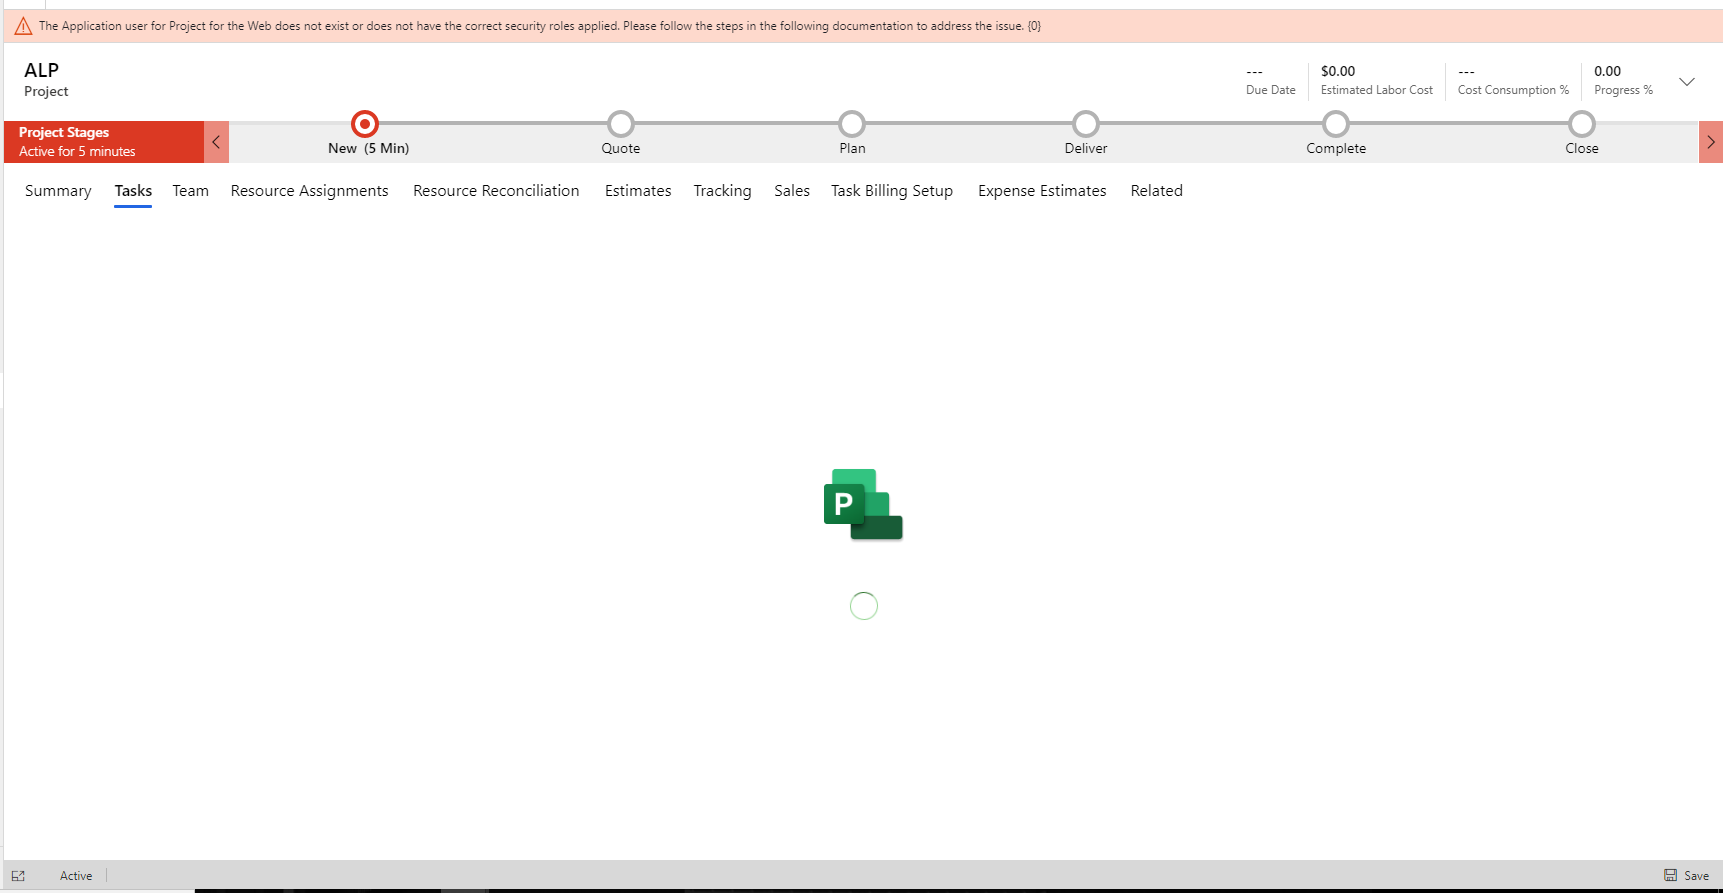 The Application user for Project for the Web does not exist or does not have the correct security roles applied. Please follow the steps in the following documentation to address the issue. {0}
ALP
Project
--- $0.00 --- 0.00
Due Date Estimated Labor Cost Cost Consumption % Progress %
Project Stages
Active for 5 minutes
New (5 Min) Quote Plan Deliver Complete Close
Summary Tasks Team Resource Assignments Resource Reconciliation Estimates Tracking Sales Task Billing Setup Expense Estimates Related
P
Active Save